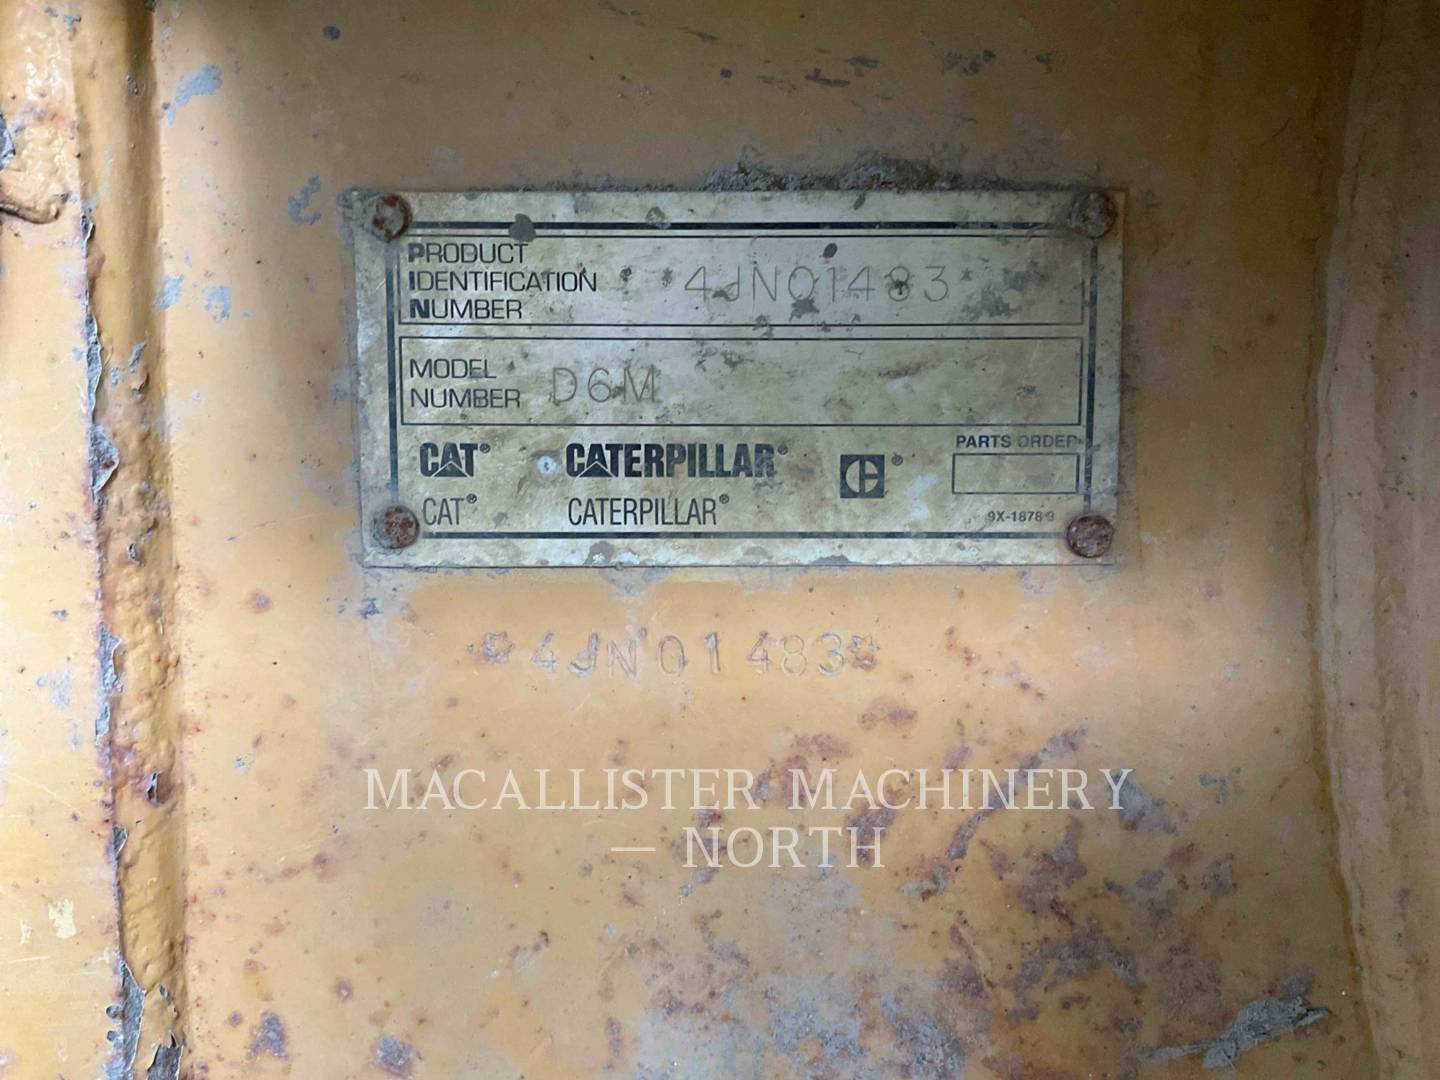 PRODUCT
IDENTIFICATION
NUMBER
*4JN01483*
MODEL
NUMBER
D6M
CAT® CATERPILLAR®
CAT® CATERPILLAR®
PARTS ORDER
9X-1878 3
*4JN01483*
MACALLISTER MACHINERY
— NORTH